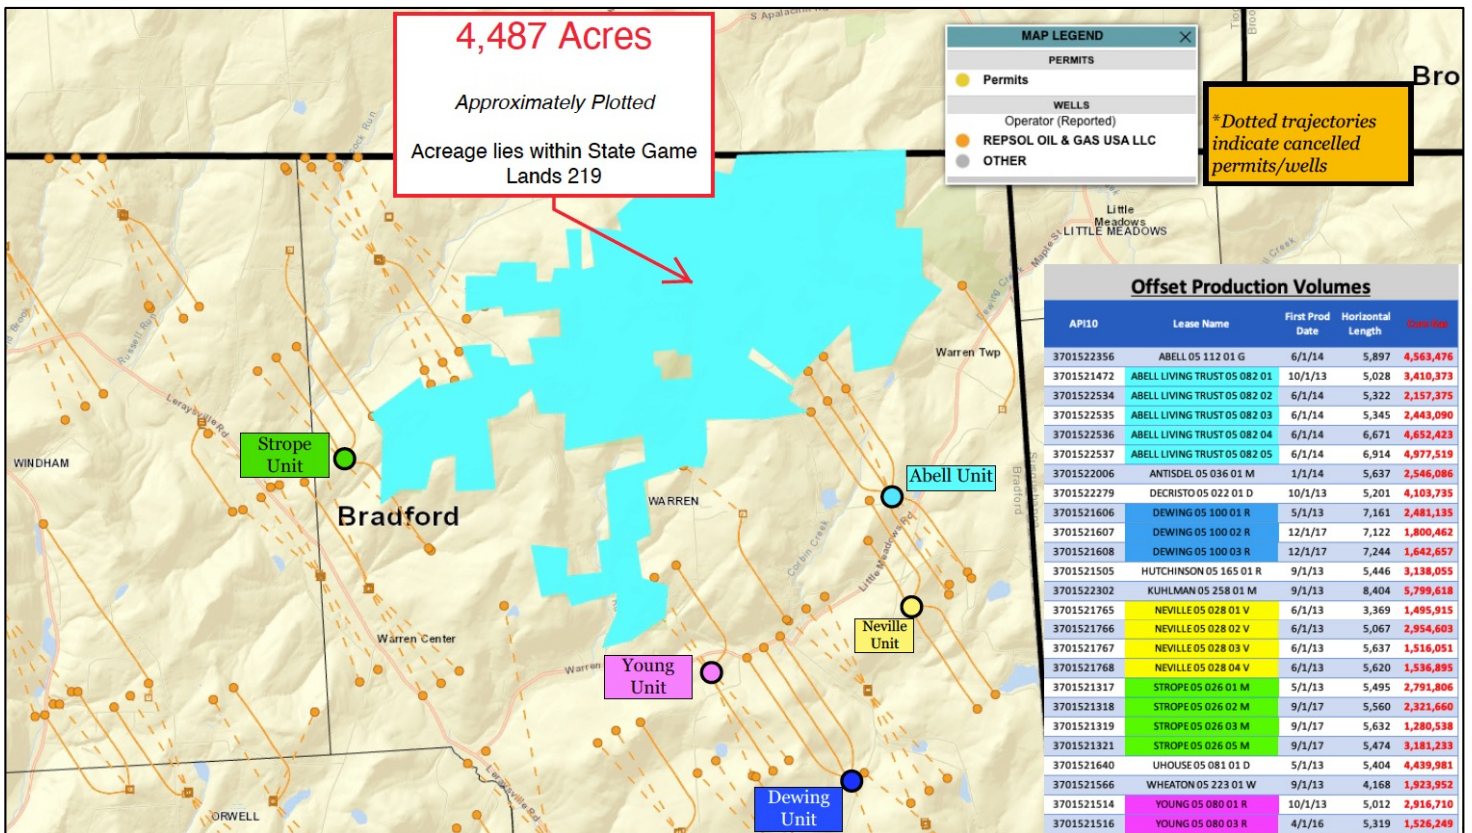 4,487 Acres
Approximately Plotted
Acreage lies within State Game
Lands 219
MAP LEGEND
PERMITS
Permits
WELLS
Operator (Reported)
REPSOL OIL & GAS USA LLC
OTHER
*Dotted trajectories
indicate cancelled
permits/wells
Bro
Little
Meadows
LITTLE MEADOWS
Maple St
Warren Twp
Russell Run
Leraysville Rd
WINDHAM
Strope
Unit
Bradford
WARREN
Abell Unit
Corbin Creek
Little Meadows Rd
Bradford
Neville
Unit
Warren Center
Warren
Young
Unit
Dewing
Unit
Leraysville Rd
ORWELL
Offset Production Volumes
API10 Lease Name First Prod Date Horizontal Length
3701522356 ABELL 05 112 01 G 6/1/14 5,897 4,563,476
3701521472 ABELL LIVING TRUST 05 082 01 10/1/13 5,028 3,410,373
3701522534 ABELL LIVING TRUST 05 082 02 6/1/14 5,322 2,157,375
3701522535 ABELL LIVING TRUST 05 082 03 6/1/14 5,345 2,443,090
3701522536 ABELL LIVING TRUST 05 082 04 6/1/14 6,671 4,652,423
3701522537 ABELL LIVING TRUST 05 082 05 6/1/14 6,914 4,977,519
3701522006 ANTISDEL 05 036 01 M 1/1/14 5,637 2,546,086
3701522279 DECRISTO 05 022 01 D 10/1/13 5,201 4,103,735
3701521606 DEWING 05 100 01 R 5/1/13 7,161 2,481,135
3701521607 DEWING 05 100 02 R 12/1/17 7,122 1,800,462
3701521608 DEWING 05 100 03 R 12/1/17 7,244 1,642,657
3701521505 HUTCHINSON 05 165 01 R 9/1/13 5,446 3,138,055
3701522302 KUHLMAN 05 258 01 M 9/1/13 8,404 5,799,618
3701521765 NEVILLE 05 028 01 V 6/1/13 3,369 1,495,915
3701521766 NEVILLE 05 028 02 V 6/1/13 5,067 2,954,603
3701521767 NEVILLE 05 028 03 V 6/1/13 5,637 1,516,051
3701521768 NEVILLE 05 028 04 V 6/1/13 5,620 1,536,895
3701521317 STROPE 05 026 01 M 5/1/13 5,495 2,791,806
3701521318 STROPE 05 026 02 M 9/1/17 5,560 2,321,660
3701521319 STROPE 05 026 03 M 9/1/17 5,632 1,280,538
3701521321 STROPE 05 026 05 M 9/1/17 5,474 3,181,233
3701521640 UHOUSE 05 081 01 D 5/1/13 5,404 4,439,981
3701521566 WHEATON 05 223 01 W 9/1/13 4,168 1,923,952
3701521514 YOUNG 05 080 01 R 10/1/13 5,012 2,916,710
3701521516 YOUNG 05 080 03 R 4/1/16 5,319 1,526,249